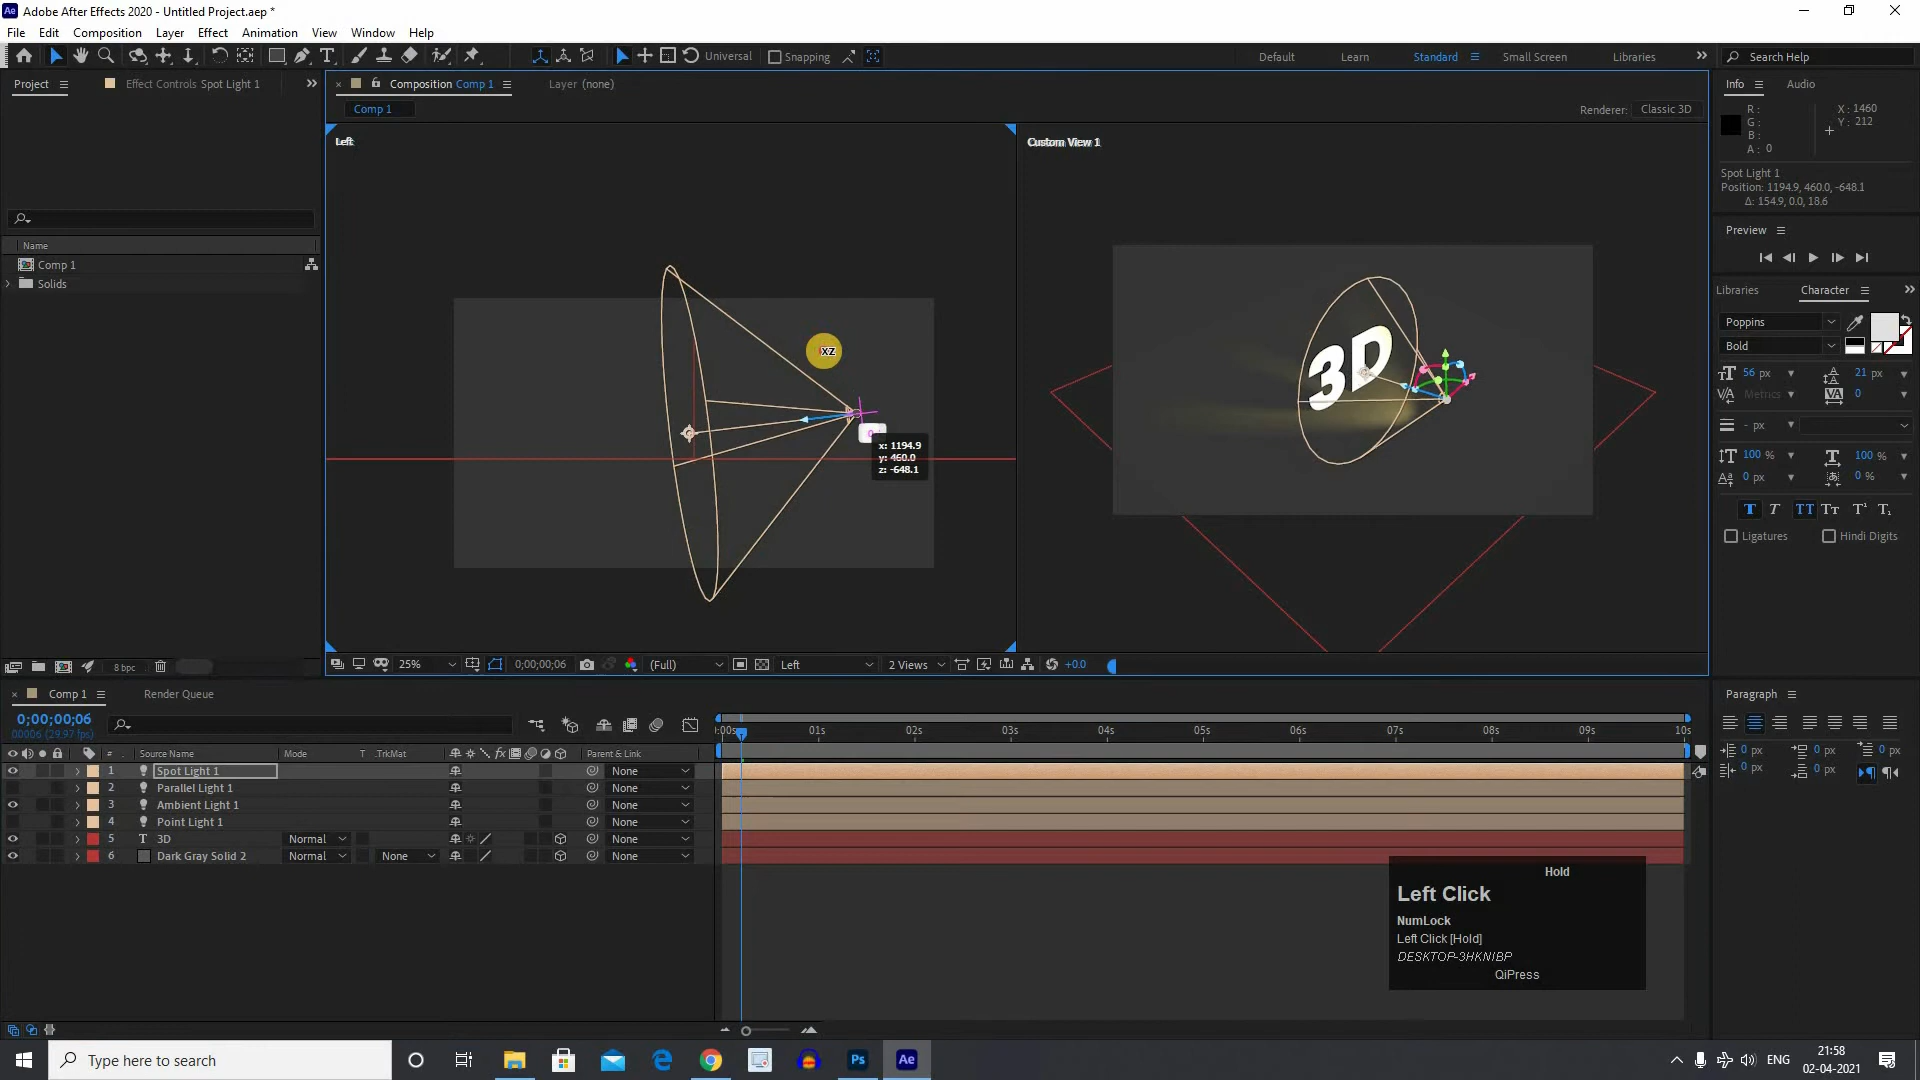 Adobe After Effects 2020 - Untitled Project.aep *
File Edit Composition Layer Effect Animation View Window Help
Universal Snapping Default Learn Standard Small Screen Libraries Search Help
Project Effect Controls Spot Light 1
Composition Comp 1 Layer (none)
Comp 1
Renderer: Classic 3D
Left
Custom View 1
Info Audio
R :
G :
B :
A : 0
X : 1460
Y : 212
Spot Light 1
Position: 1194.9, 460.0, -648.1
Δ: 154.9, 0.0, 18.6
Preview
Name
Comp 1
Solids
XZ
3D
x: 1194.9
y: 460.0
z: -648.1
Libraries Character
Poppins
Bold
56 px 21 px
Metrics 0
- px
100 % 100 %
0 px 0 %
Ligatures Hindi Digits
8 bpc
25% 0;00;00;06 (Full) Left 2 Views +0.0
Comp 1 Render Queue
0;00;00;06
00006 (29.97 fps)
# Source Name Mode T .TrkMat Parent & Link
:00s 01s 02s 03s 04s 05s 06s 07s 08s 09s 10s
1 Spot Light 1 None
2 Parallel Light 1 None
3 Ambient Light 1 None
4 Point Light 1 None
5 T 3D Normal None
6 Dark Gray Solid 2 Normal None None
Paragraph
0 px 0 px 0 px
0 px 0 px
Hold
Left Click
NumLock
Left Click [Hold]
DESKTOP-3HKNIBP
QiPress
Type here to search
Ps Ae
ENG
21:58
02-04-2021